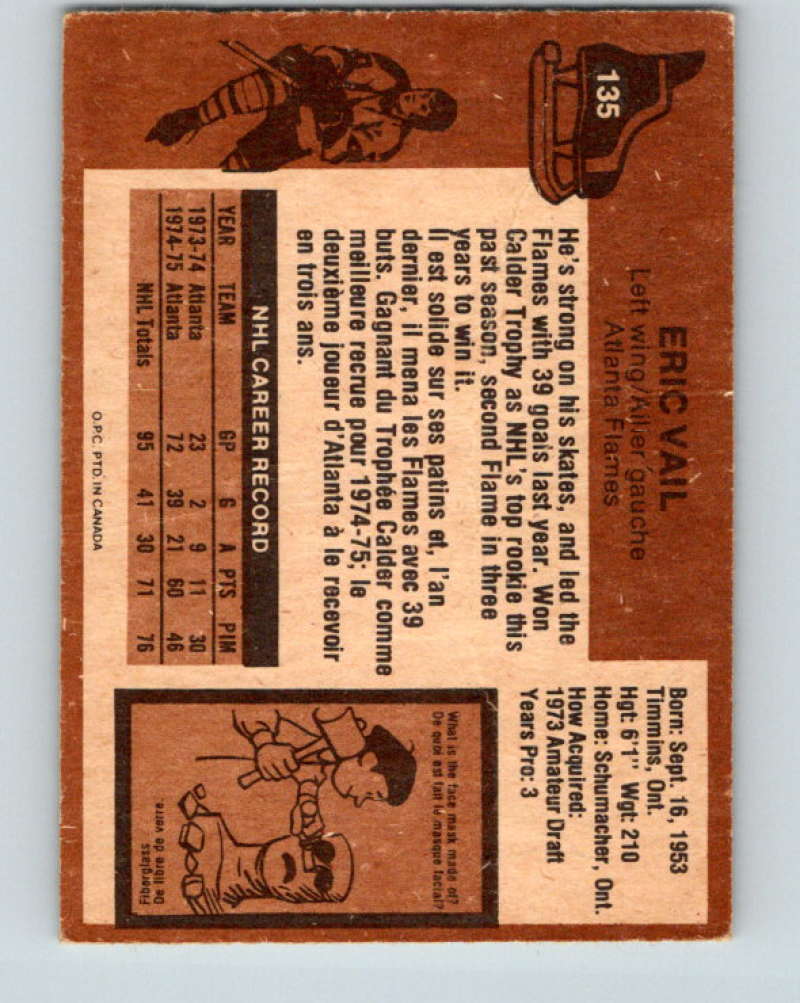 135
ERIC VAIL
Left wing/Ailier gauche
Atlanta Flames
He's strong on his skates, and led the
Flames with 39 goals last year. Won
Calder Trophy as NHL's top rookie this
past season, second Flame in three
years to win it.
Il est solide sur ses patins et, l'an
dernier, il mena les Flames avec 39
buts. Gagnant du Trophée Calder comme
meilleure recrue pour 1974-75; le
deuxième joueur d'Atlanta à le recevoir
en trois ans.
Born: Sept. 16, 1953
Timmins, Ont.
Hgt: 6'1" Wgt: 210
Home: Schumacher, Ont.
How Acquired:
1973 Amateur Draft
Years Pro: 3
NHL CAREER RECORD
YEAR TEAM GP G A PTS PIM
1973-74 Atlanta 23 2 9 11 30
1974-75 Atlanta 72 39 21 60 46
NHL Totals 95 41 30 71 76
What is the face mask made of?
De quoi est fait le masque facial?
Fiberglass
De fibre de verre.
O.P.C. PTD. IN CANADA